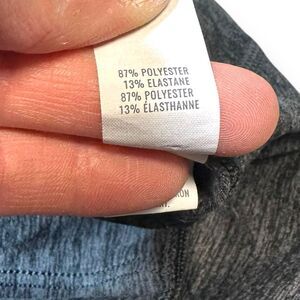 87% POLYESTER
13% ELASTANE
87% POLYESTER
13% ÉLASTHANNE